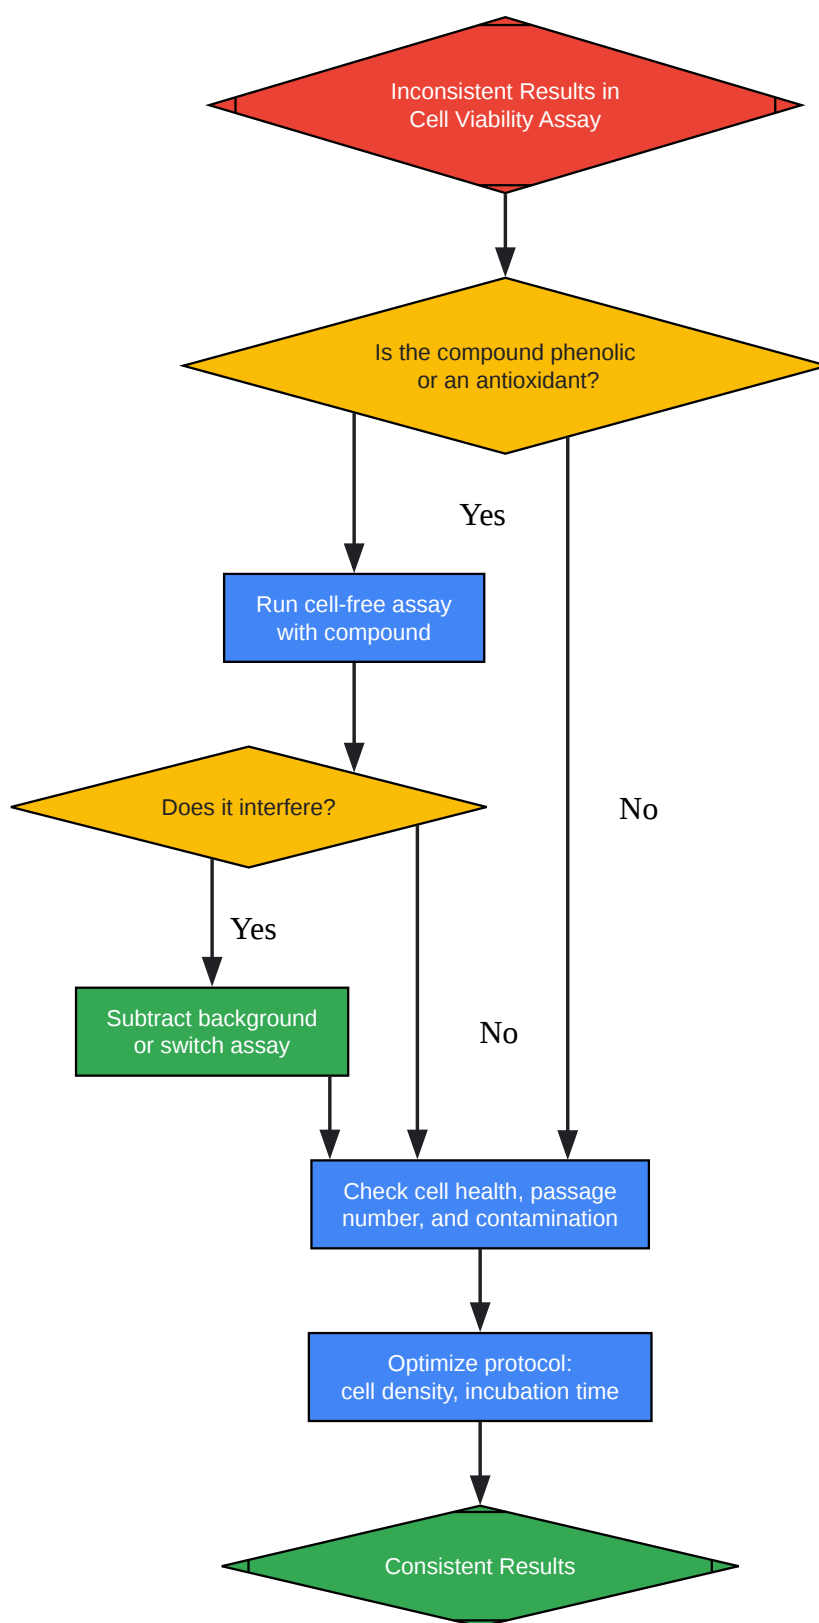 Inconsistent Results in
Cell Viability Assay
Is the compound phenolic
or an antioxidant?
Yes
Run cell-free assay
with compound
Does it interfere?
No
Yes
Subtract background
or switch assay
No
Check cell health, passage
number, and contamination
Optimize protocol:
cell density, incubation time
Consistent Results